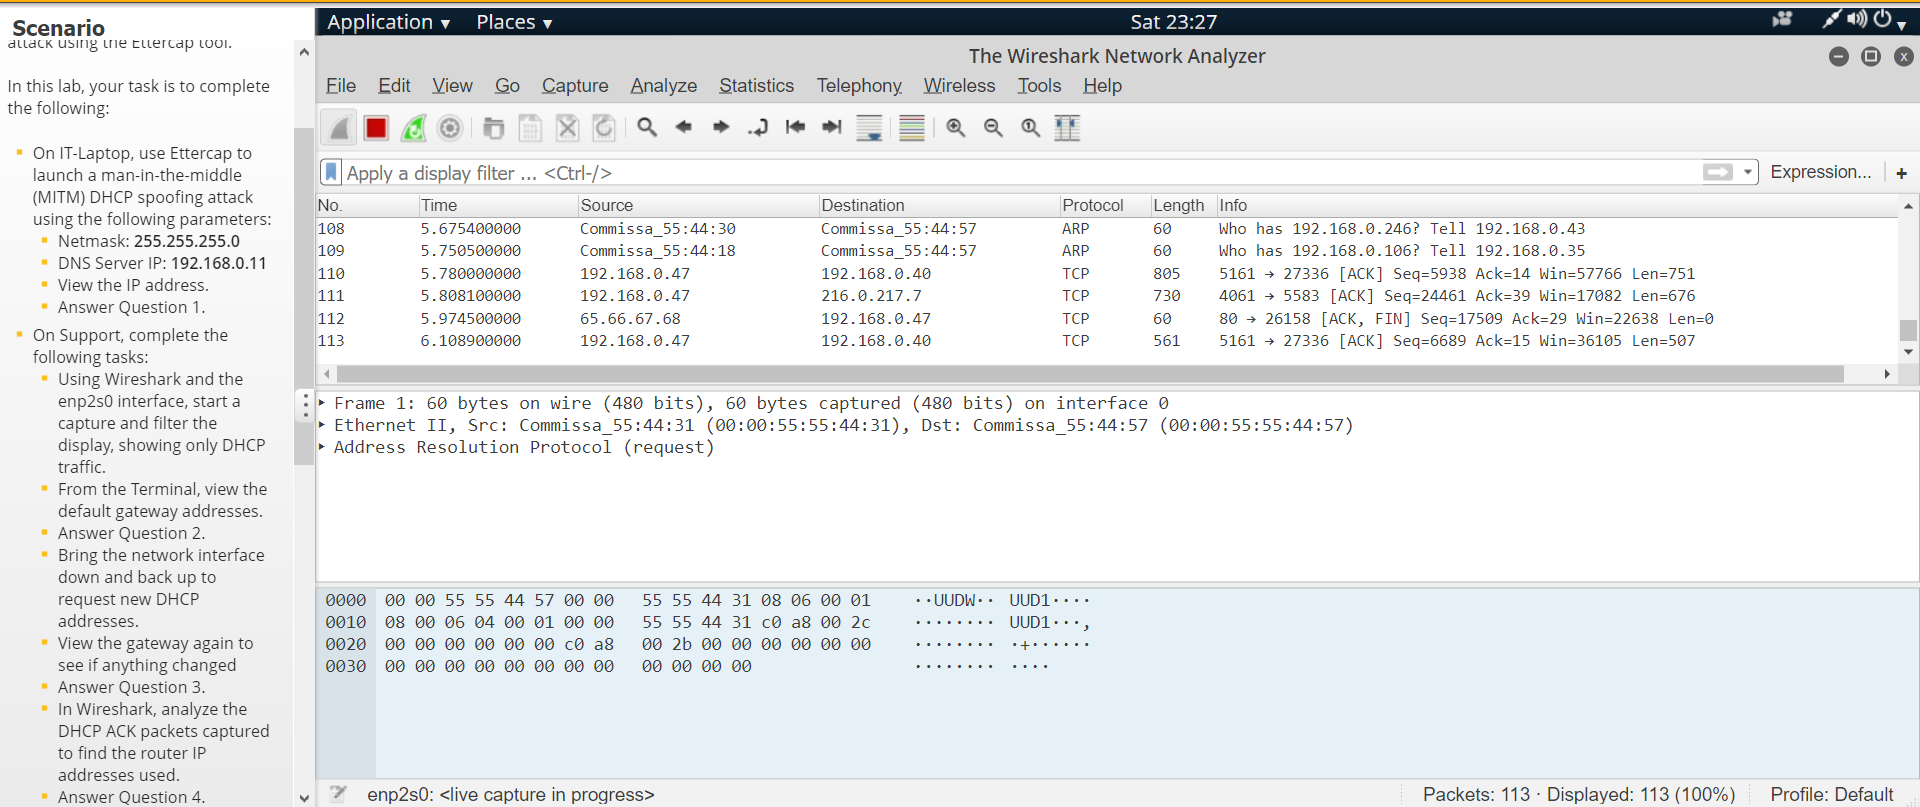 Scenario
attack using the Ettercap tool.
In this lab, your task is to complete
the following:
On IT-Laptop, use Ettercap to
launch a man-in-the-middle
(MITM) DHCP spoofing attack
using the following parameters:
Netmask: 255.255.255.0
DNS Server IP: 192.168.0.11
View the IP address.
Answer Question 1.
On Support, complete the
following tasks:
Using Wireshark and the
enp2s0 interface, start a
capture and filter the
display, showing only DHCP
traffic.
From the Terminal, view the
default gateway addresses.
Answer Question 2.
Bring the network interface
down and back up to
request new DHCP
addresses.
View the gateway again to
see if anything changed
Answer Question 3.
In Wireshark, analyze the
DHCP ACK packets captured
to find the router IP
addresses used.
Answer Question 4.
Application ▾ Places ▾ Sat 23:27
The Wireshark Network Analyzer
File Edit View Go Capture Analyze Statistics Telephony Wireless Tools Help
Apply a display filter ... <Ctrl-/> Expression... +
No. Time Source Destination Protocol Length Info
108 5.675400000 Commissa_55:44:30 Commissa_55:44:57 ARP 60 Who has 192.168.0.246? Tell 192.168.0.43
109 5.750500000 Commissa_55:44:18 Commissa_55:44:57 ARP 60 Who has 192.168.0.106? Tell 192.168.0.35
110 5.780000000 192.168.0.47 192.168.0.40 TCP 805 5161 → 27336 [ACK] Seq=5938 Ack=14 Win=57766 Len=751
111 5.808100000 192.168.0.47 216.0.217.7 TCP 730 4061 → 5583 [ACK] Seq=24461 Ack=39 Win=17082 Len=676
112 5.974500000 65.66.67.68 192.168.0.47 TCP 60 80 → 26158 [ACK, FIN] Seq=17509 Ack=29 Win=22638 Len=0
113 6.108900000 192.168.0.47 192.168.0.40 TCP 561 5161 → 27336 [ACK] Seq=6689 Ack=15 Win=36105 Len=507
Frame 1: 60 bytes on wire (480 bits), 60 bytes captured (480 bits) on interface 0
Ethernet II, Src: Commissa_55:44:31 (00:00:55:55:44:31), Dst: Commissa_55:44:57 (00:00:55:55:44:57)
Address Resolution Protocol (request)
0000 00 00 55 55 44 57 00 00 55 55 44 31 08 06 00 01 ··UUDW·· UUD1····
0010 08 00 06 04 00 01 00 00 55 55 44 31 c0 a8 00 2c ········ UUD1···,
0020 00 00 00 00 00 00 c0 a8 00 2b 00 00 00 00 00 00 ········ ·+······
0030 00 00 00 00 00 00 00 00 00 00 00 00 ········ ····
enp2s0: <live capture in progress> Packets: 113 · Displayed: 113 (100%) Profile: Default